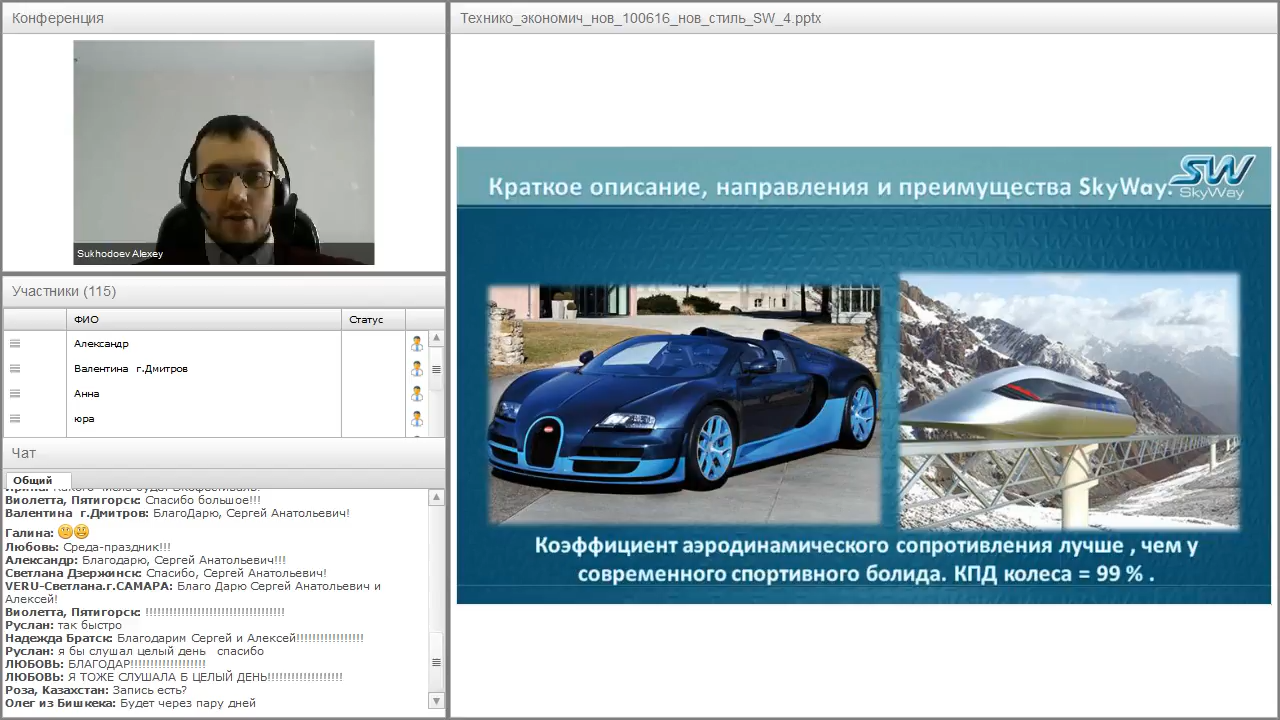 Конференция
Sukhodoev Alexey
Участники (115)
ФИО
Статус
Александр
Валентина г.Дмитров
Анна
юра
Чат
Общий
Виолетта, Пятигорск: Спасибо большое!!!
Валентина г.Дмитров: БлагоДарю, Сергей Анатольевич!
Галина:
Любовь: Среда-праздник!!!
Александр: Благодарю, Сергей Анатольевич!!!
Светлана Дзержинск: Спасибо, Сергей Анатольевич!
VERU-Светлана.г.САМАРА: Благо Дарю Сергей Анатольевич и
Алексей!
Виолетта, Пятигорск: !!!!!!!!!!!!!!!!!!!!!!!!!!!!!!!!!!!
Руслан: так быстро
Надежда Братск: Благодарим Сергей и Алексей!!!!!!!!!!!!!!!!!
Руслан: я бы слушал целый день спасибо
ЛЮБОВЬ: БЛАГОДАР!!!!!!!!!!!!!!!!!!!
ЛЮБОВЬ: Я ТОЖЕ СЛУШАЛА Б ЦЕЛЫЙ ДЕНЬ!!!!!!!!!!!!!!!!!!!
Роза, Казахстан: Запись есть?
Олег из Бишкека: Будет через пару дней
Технико_экономич_нов_100616_нов_стиль_SW_4.pptx
Краткое описание, направления и преимущества SkyWay.
SW
SkyWay
Коэффициент аэродинамического сопротивления лучше , чем у
современного спортивного болида. КПД колеса = 99 % .